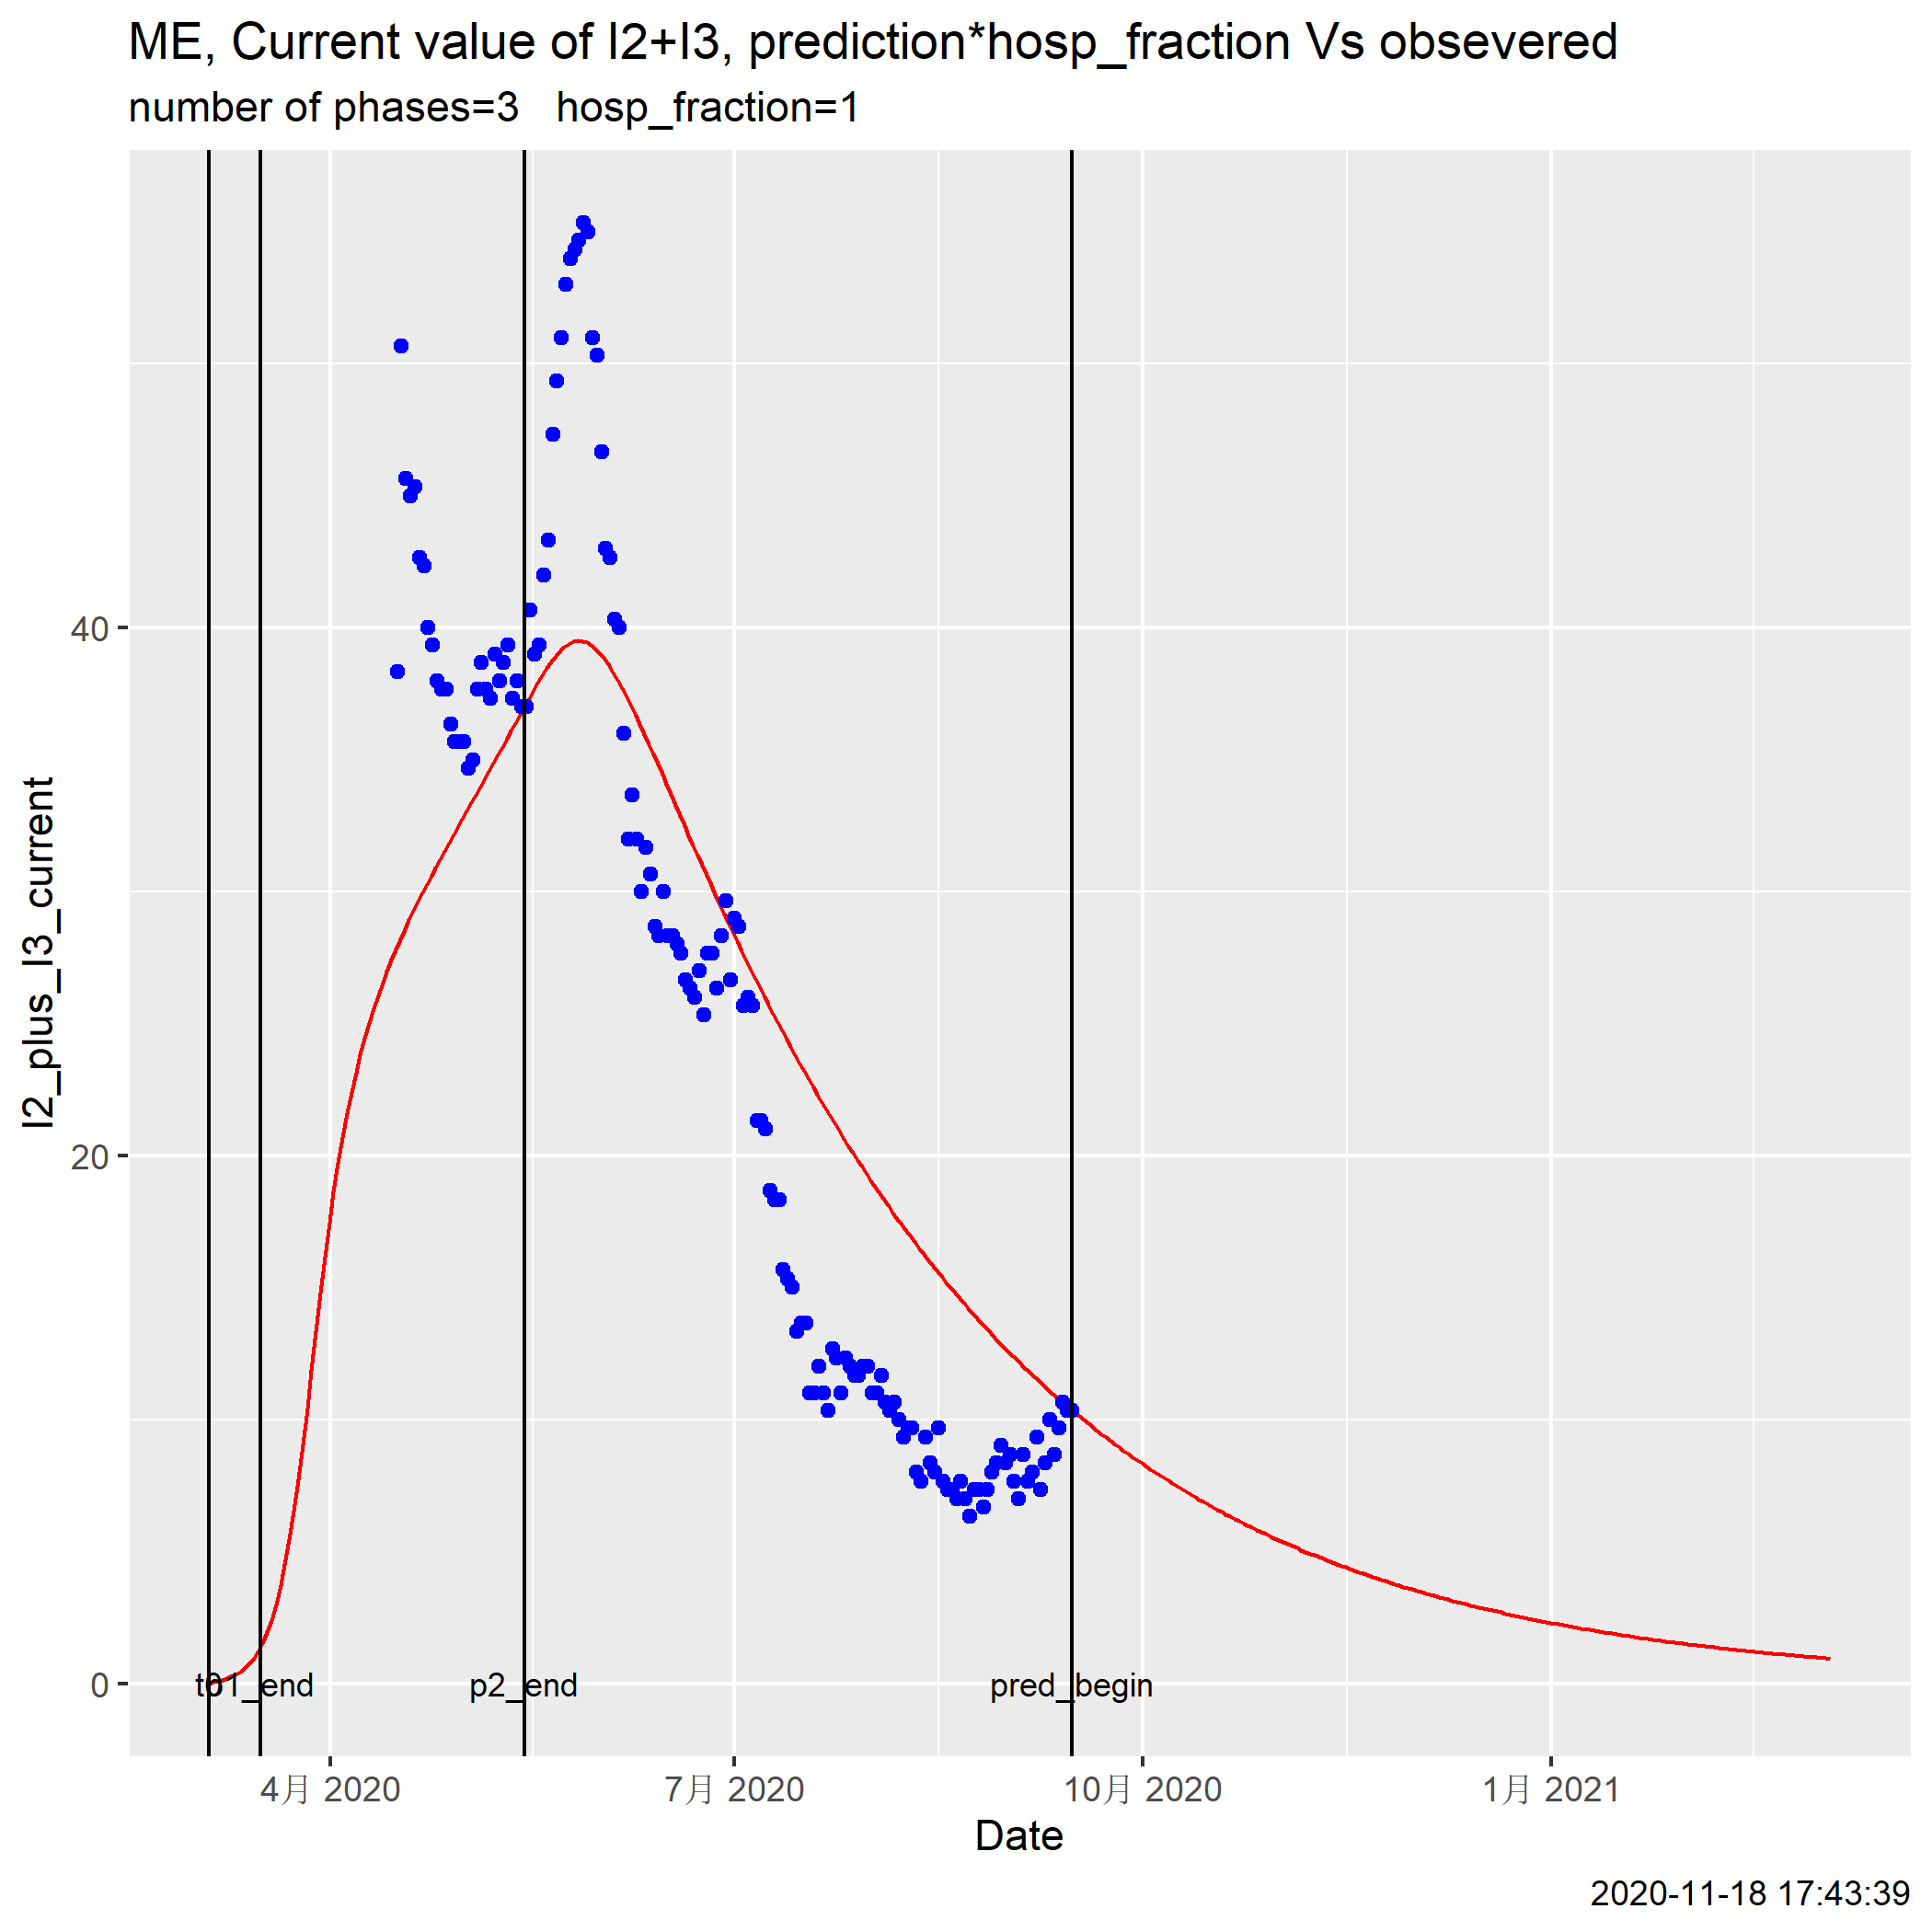 ME, Current value of I2+I3, prediction*hosp_fraction Vs obsevered
number of phases=3 hosp_fraction=1
I2_plus_I3_current
40
20
0
t0
p1_end
p2_end
pred_begin
4月 2020
7月 2020
10月 2020
1月 2021
Date
2020-11-18 17:43:39